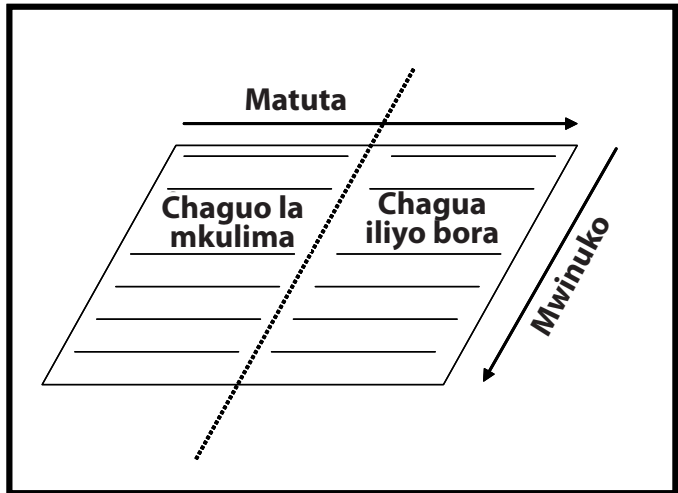 Matuta
Chaguo la
mkulima
Chagua
iliyo bora
Mwinuko